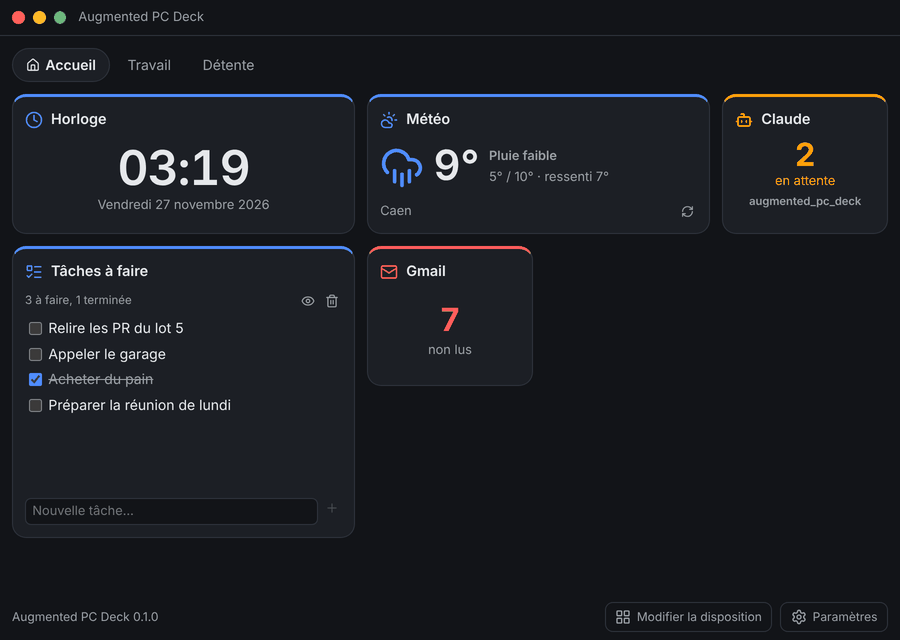 Augmented PC Deck
Accueil
Travail
Détente
Horloge
03:19
Vendredi 27 novembre 2026
Météo
9°
Pluie faible
5° / 10° · ressenti 7°
Caen
Claude
2
en attente
augmented_pc_deck
Tâches à faire
3 à faire, 1 terminée
Relire les PR du lot 5
Appeler le garage
Acheter du pain
Préparer la réunion de lundi
Nouvelle tâche...
+
Gmail
7
non lus
Augmented PC Deck 0.1.0
Modifier la disposition
Paramètres